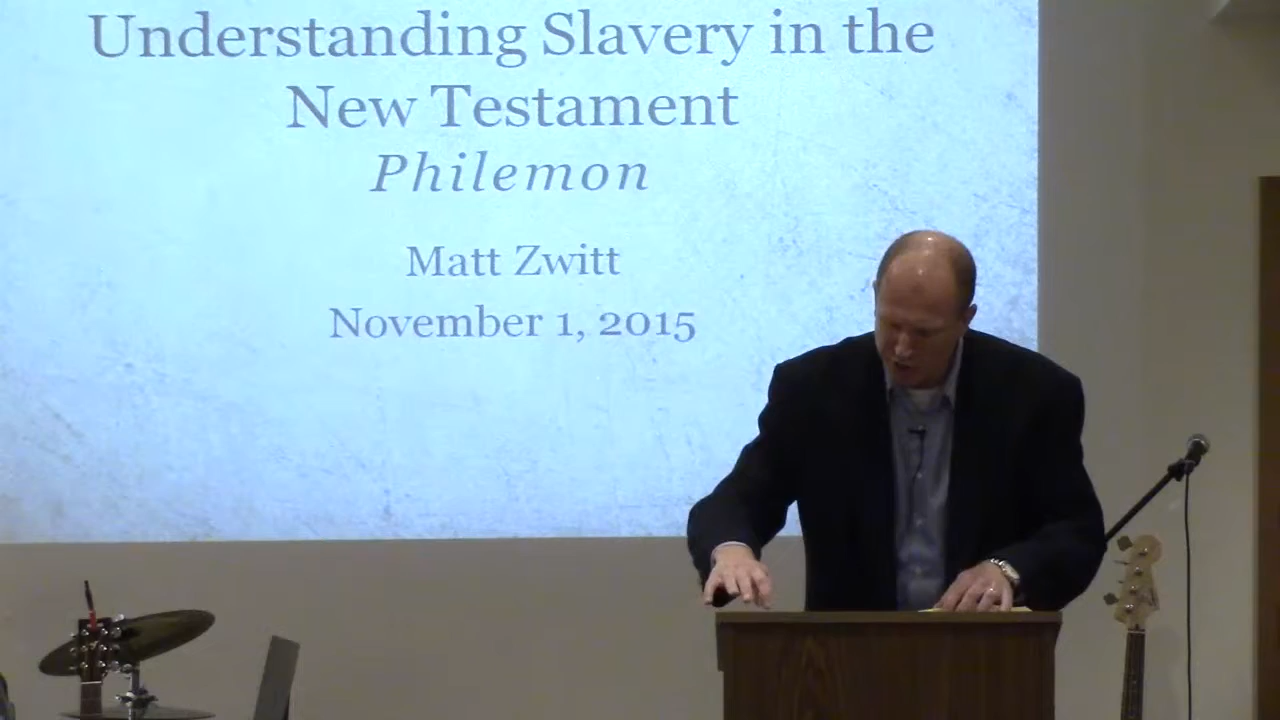 Understanding Slavery in the
New Testament
Philemon
Matt Zwitt
November 1, 2015